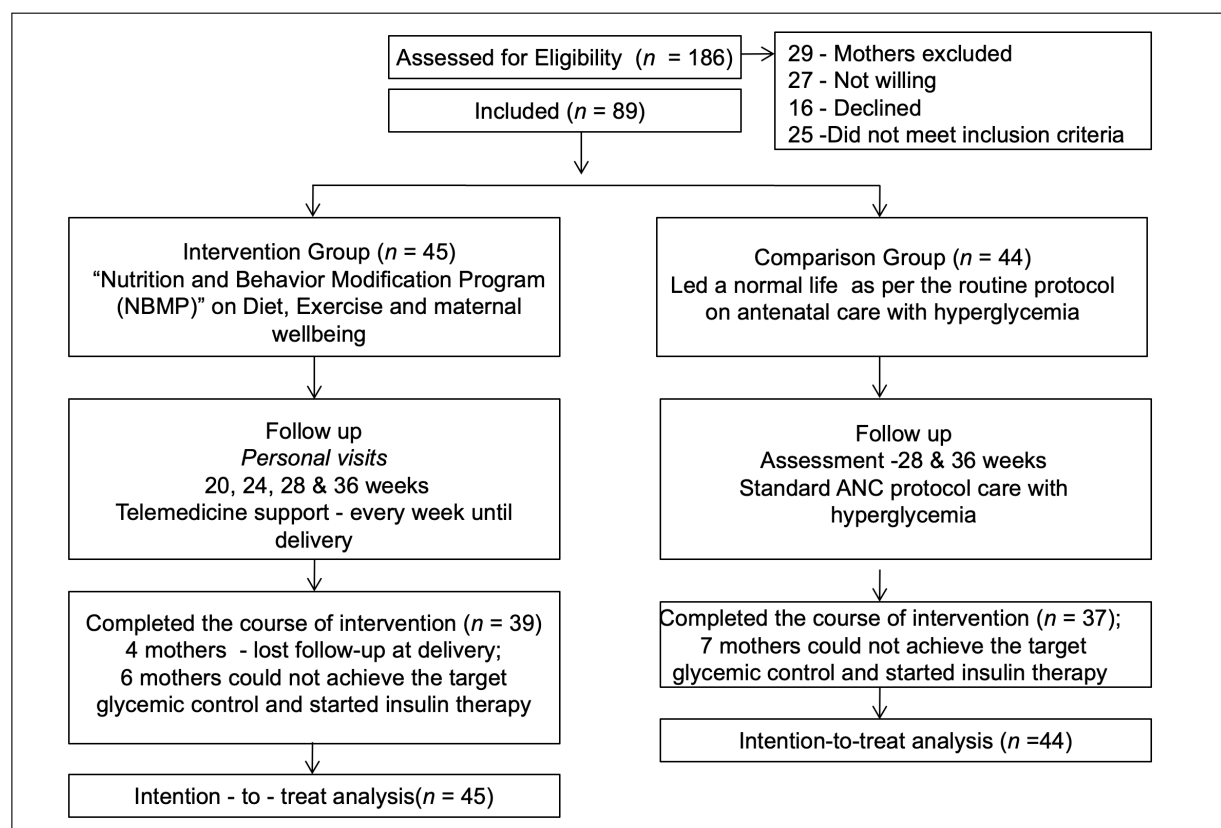 Assessed for Eligibility (n = 186)
29 - Mothers excluded
27 - Not willing
16 - Declined
25 -Did not meet inclusion criteria
Included (n = 89)
Intervention Group (n = 45)
“Nutrition and Behavior Modification Program
(NBMP)” on Diet, Exercise and maternal
wellbeing
Comparison Group (n = 44)
Led a normal life as per the routine protocol
on antenatal care with hyperglycemia
Follow up
Personal visits
20, 24, 28 & 36 weeks
Telemedicine support - every week until
delivery
Follow up
Assessment -28 & 36 weeks
Standard ANC protocol care with
hyperglycemia
Completed the course of intervention (n = 39)
4 mothers - lost follow-up at delivery;
6 mothers could not achieve the target
glycemic control and started insulin therapy
Completed the course of intervention (n = 37);
7 mothers could not achieve the target
glycemic control and started insulin therapy
Intention-to-treat analysis (n =44)
Intention - to - treat analysis(n = 45)